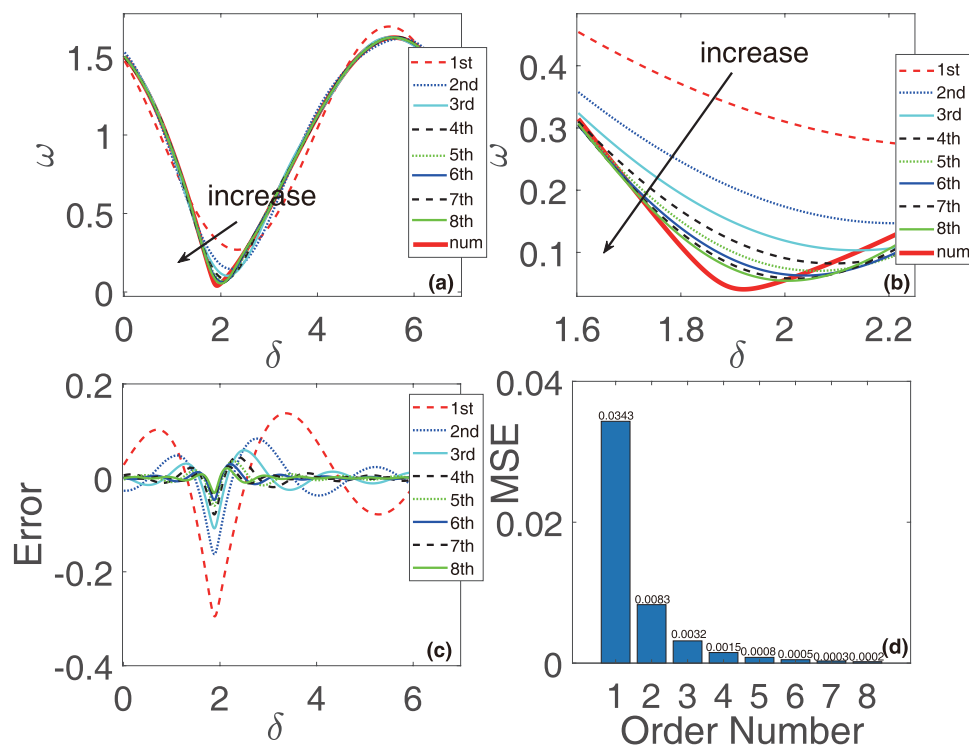 1.5
1
0.5
0
ω
0
2
4
6
δ
increase
(a)
1st
2nd
3rd
4th
5th
6th
7th
8th
num
0.4
0.3
0.2
0.1
ω
1.6
1.8
2
2.2
δ
increase
(b)
1st
2nd
3rd
4th
5th
6th
7th
8th
num
0.2
0
-0.2
-0.4
Error
0
2
4
6
δ
(c)
1st
2nd
3rd
4th
5th
6th
7th
8th
0.04
0.02
0
MSE
0.0343
0.0083
0.0032
0.0015
0.0008
0.0005
0.0003
0.0002
(d)
1 2 3 4 5 6 7 8
Order Number